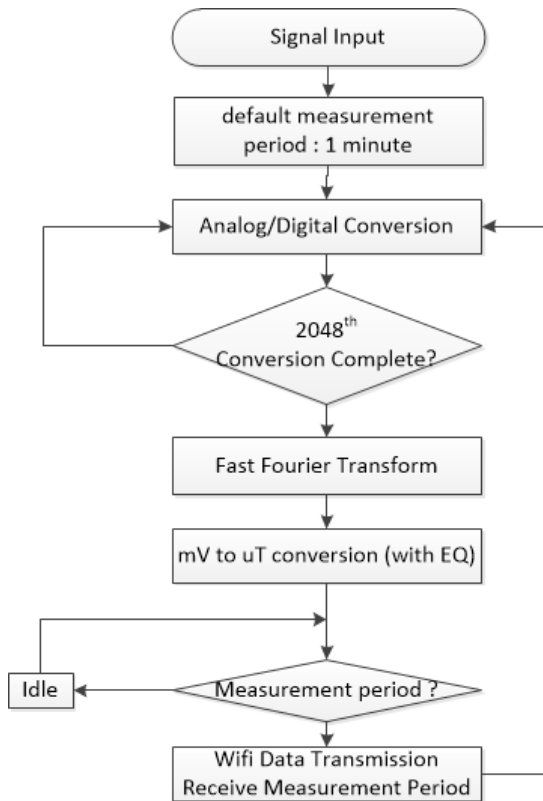 Signal Input
default measurement
period : 1 minute
Analog/Digital Conversion
2048th
Conversion Complete?
Fast Fourier Transform
mV to uT conversion (with EQ)
Idle
Measurement period ?
Wifi Data Transmission
Receive Measurement Period